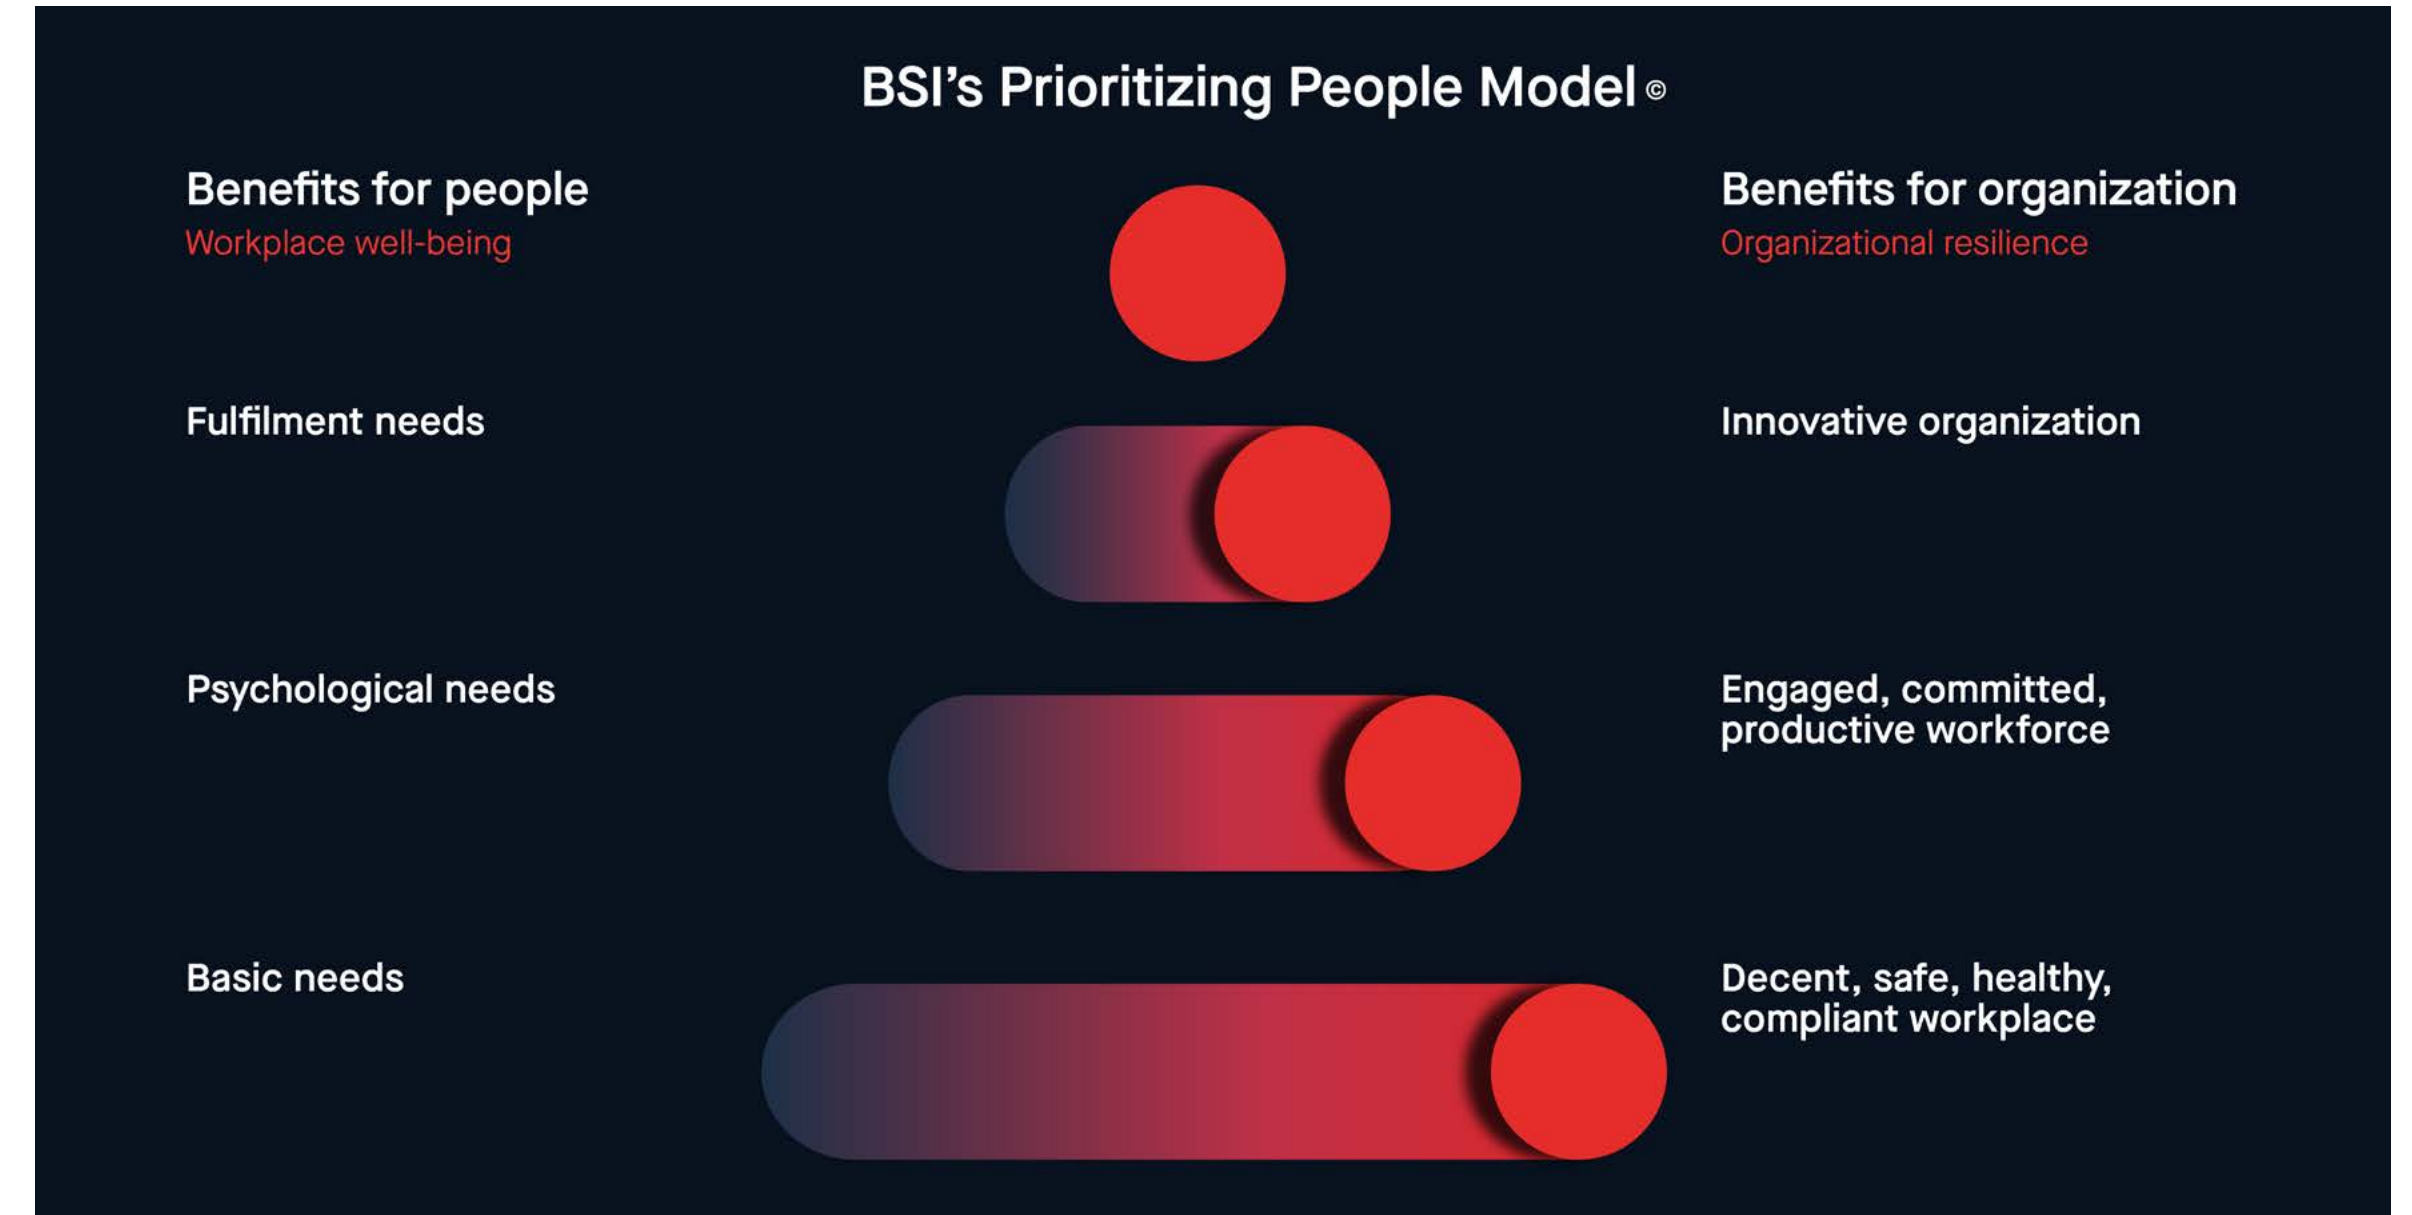 BSI's Prioritizing People Model ©
Benefits for people
Workplace well-being
Benefits for organization
Organizational resilience
Fulfilment needs
Innovative organization
Psychological needs
Engaged, committed,
productive workforce
Basic needs
Decent, safe, healthy,
compliant workplace